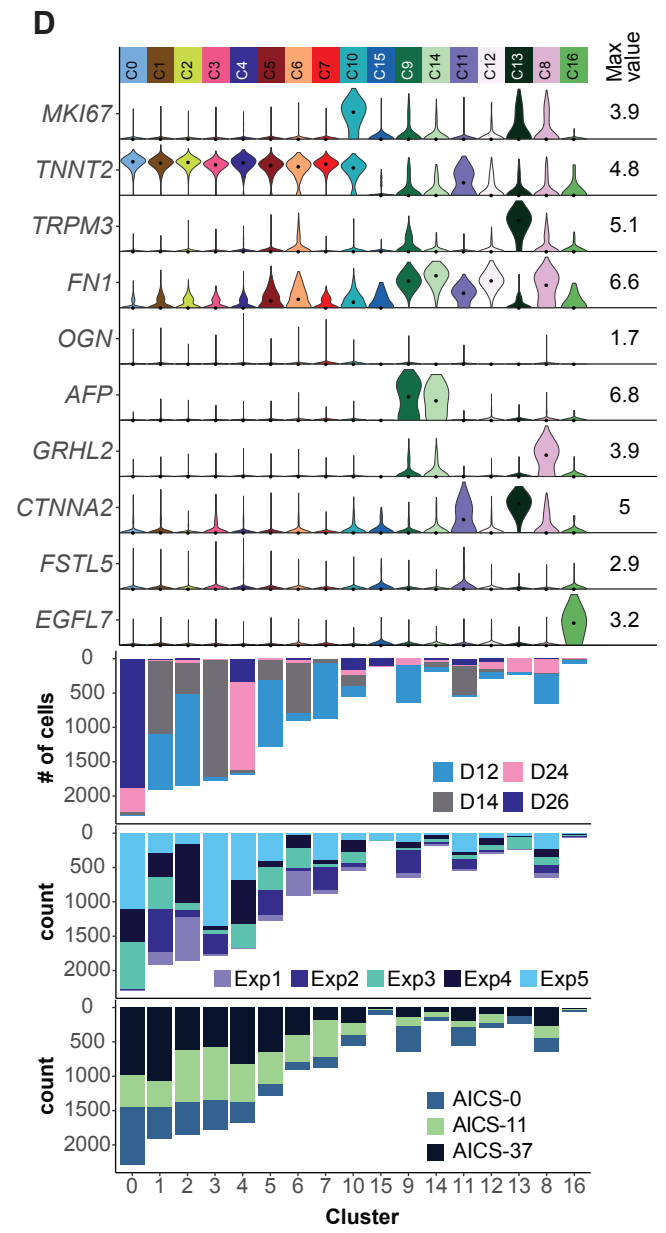 D
C0 C1 C2 C3 C4 C5 C6 C7 C10 C15 C9 C14 C11 C12 C13 C8 C16 Max value
MKI67 3.9
TNNT2 4.8
TRPM3 5.1
FN1 6.6
OGN 1.7
AFP 6.8
GRHL2 3.9
CTNNA2 5
FSTL5 2.9
EGFL7 3.2
# of cells
0
500
1000
1500
2000
D12 D24
D14 D26
count
0
500
1000
1500
2000
Exp1 Exp2 Exp3 Exp4 Exp5
count
0
500
1000
1500
2000
AICS-0
AICS-11
AICS-37
0 1 2 3 4 5 6 7 10 15 9 14 11 12 13 8 16
Cluster